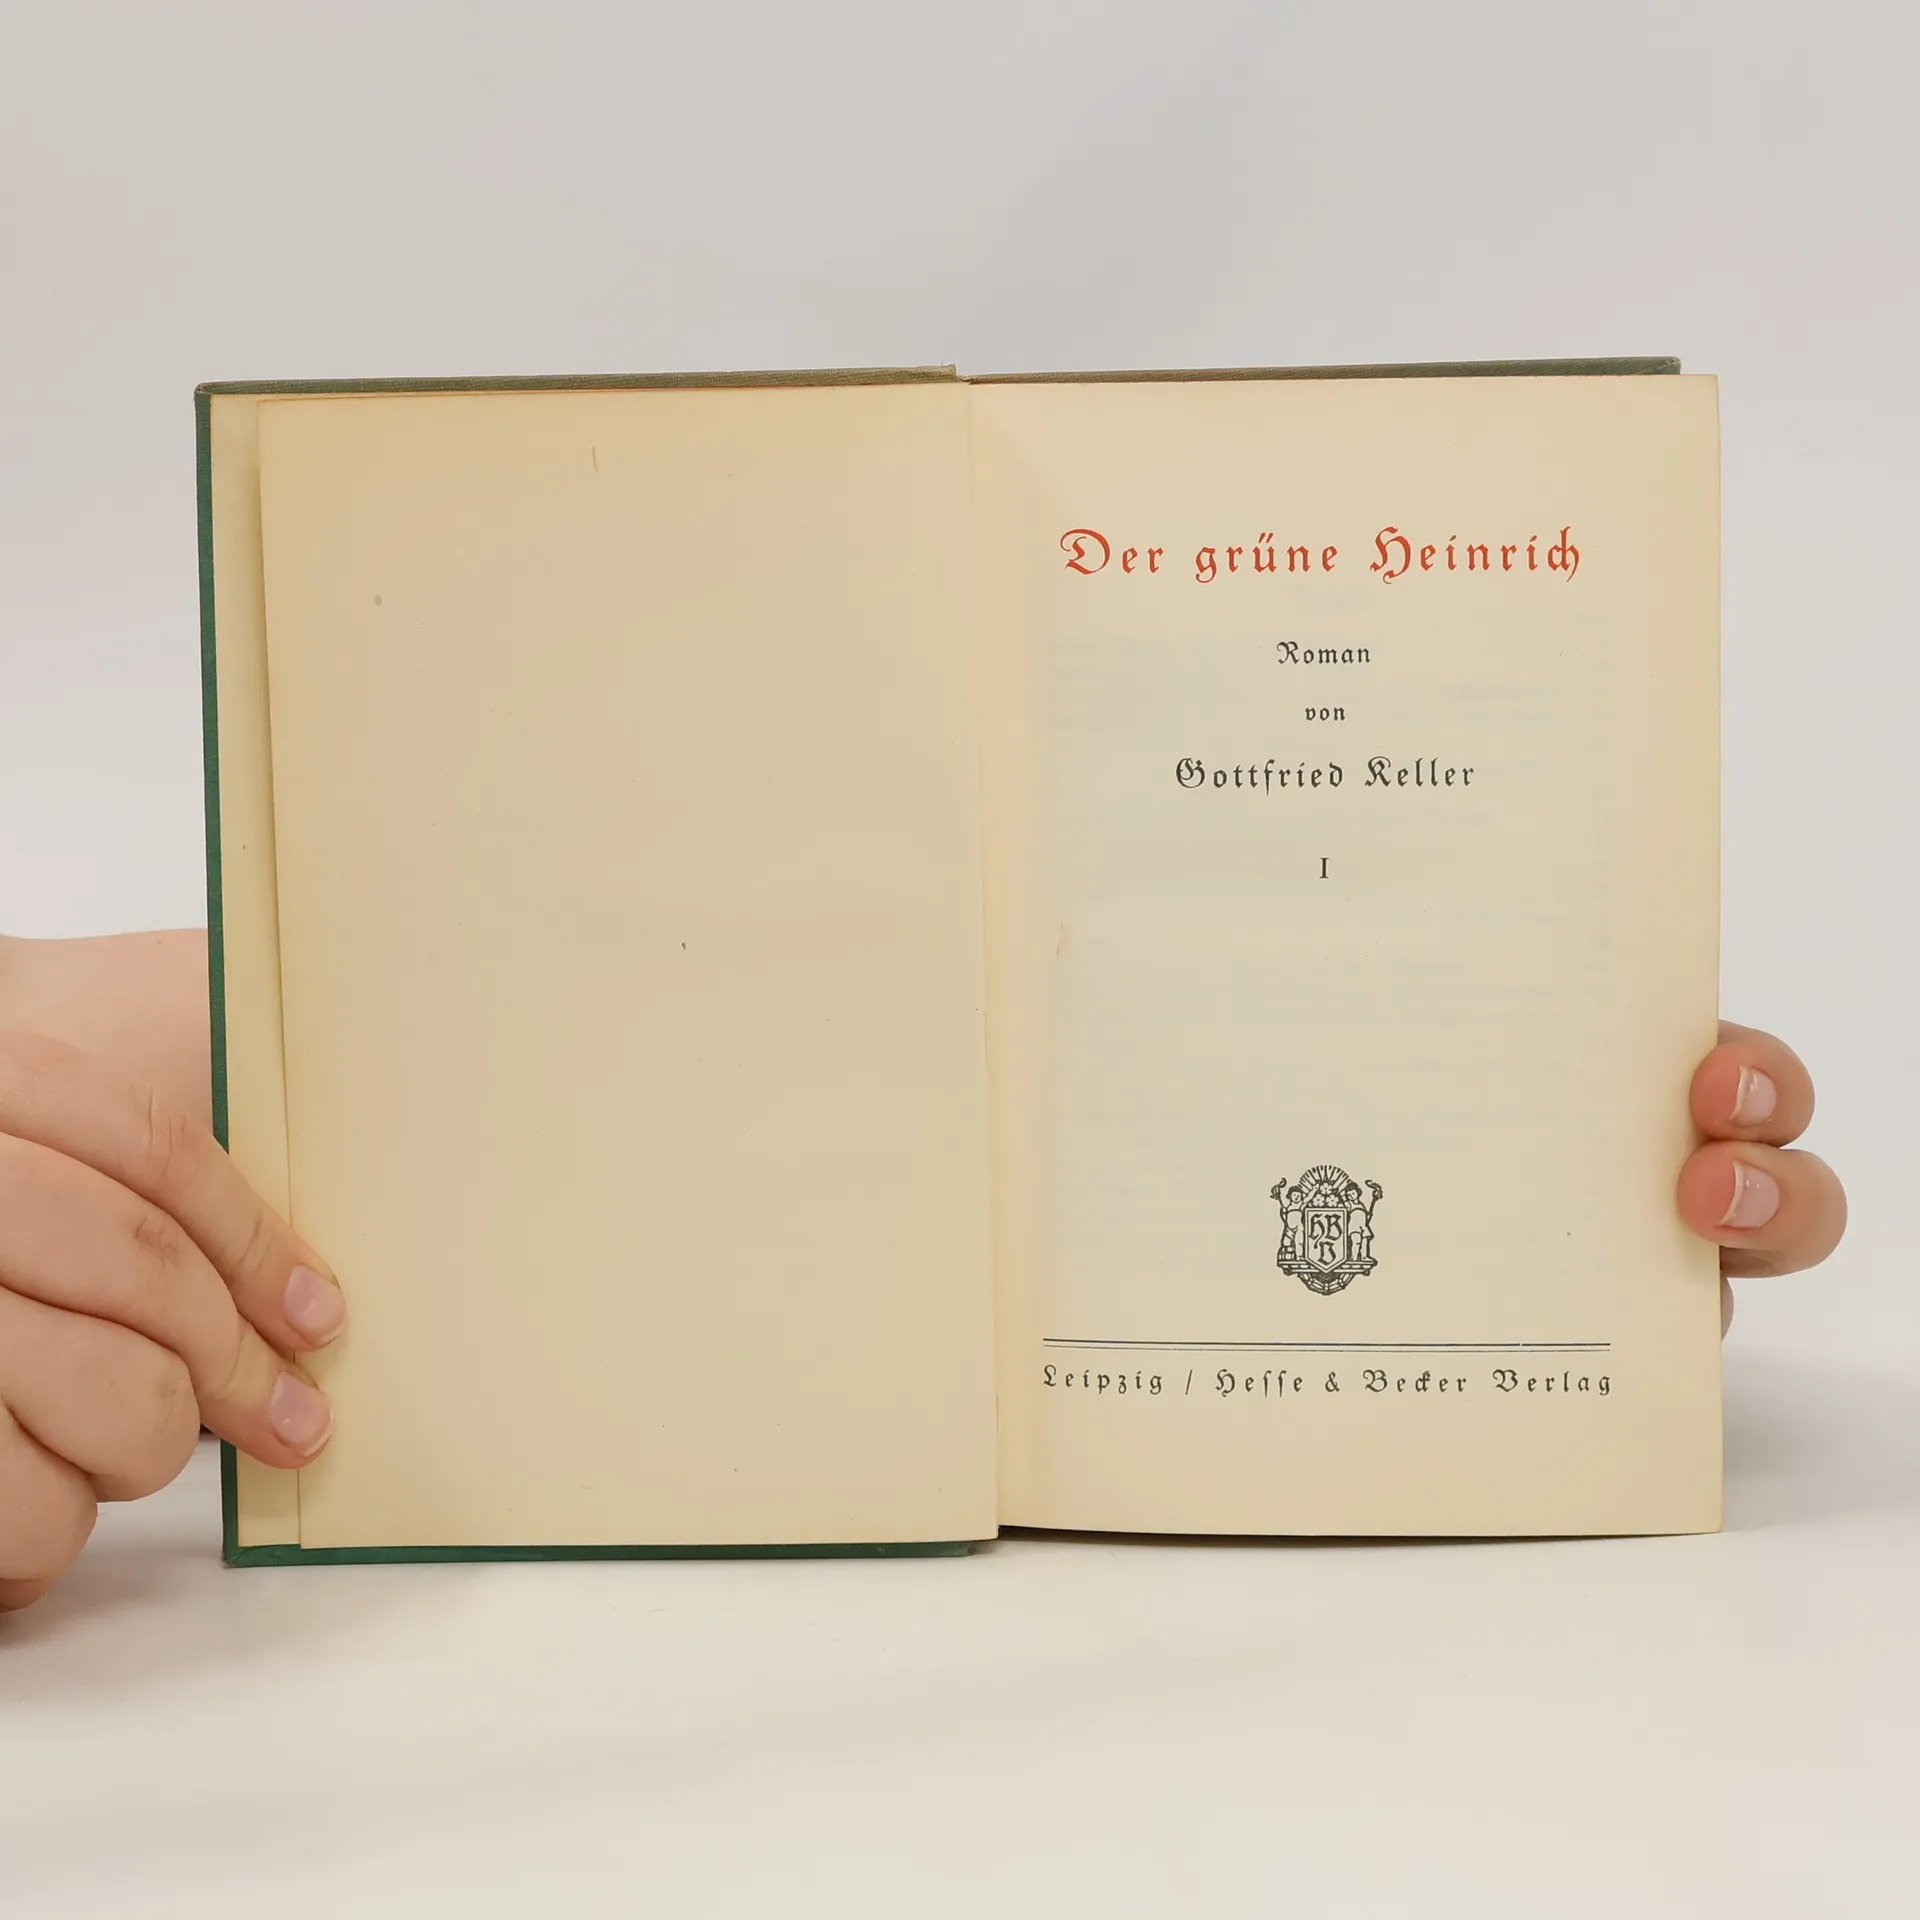 Der grüne Heinrich
Roman
von
Gottfried Keller
I
HB
V
Leipzig / Heſſe & Becker Verlag